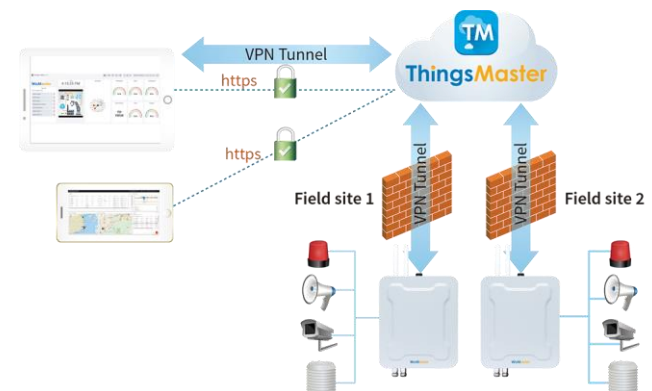 VPN Tunnel
https
https
TM
ThingsMaster
VPN Tunnel
VPN Tunnel
Field site 1
Field site 2